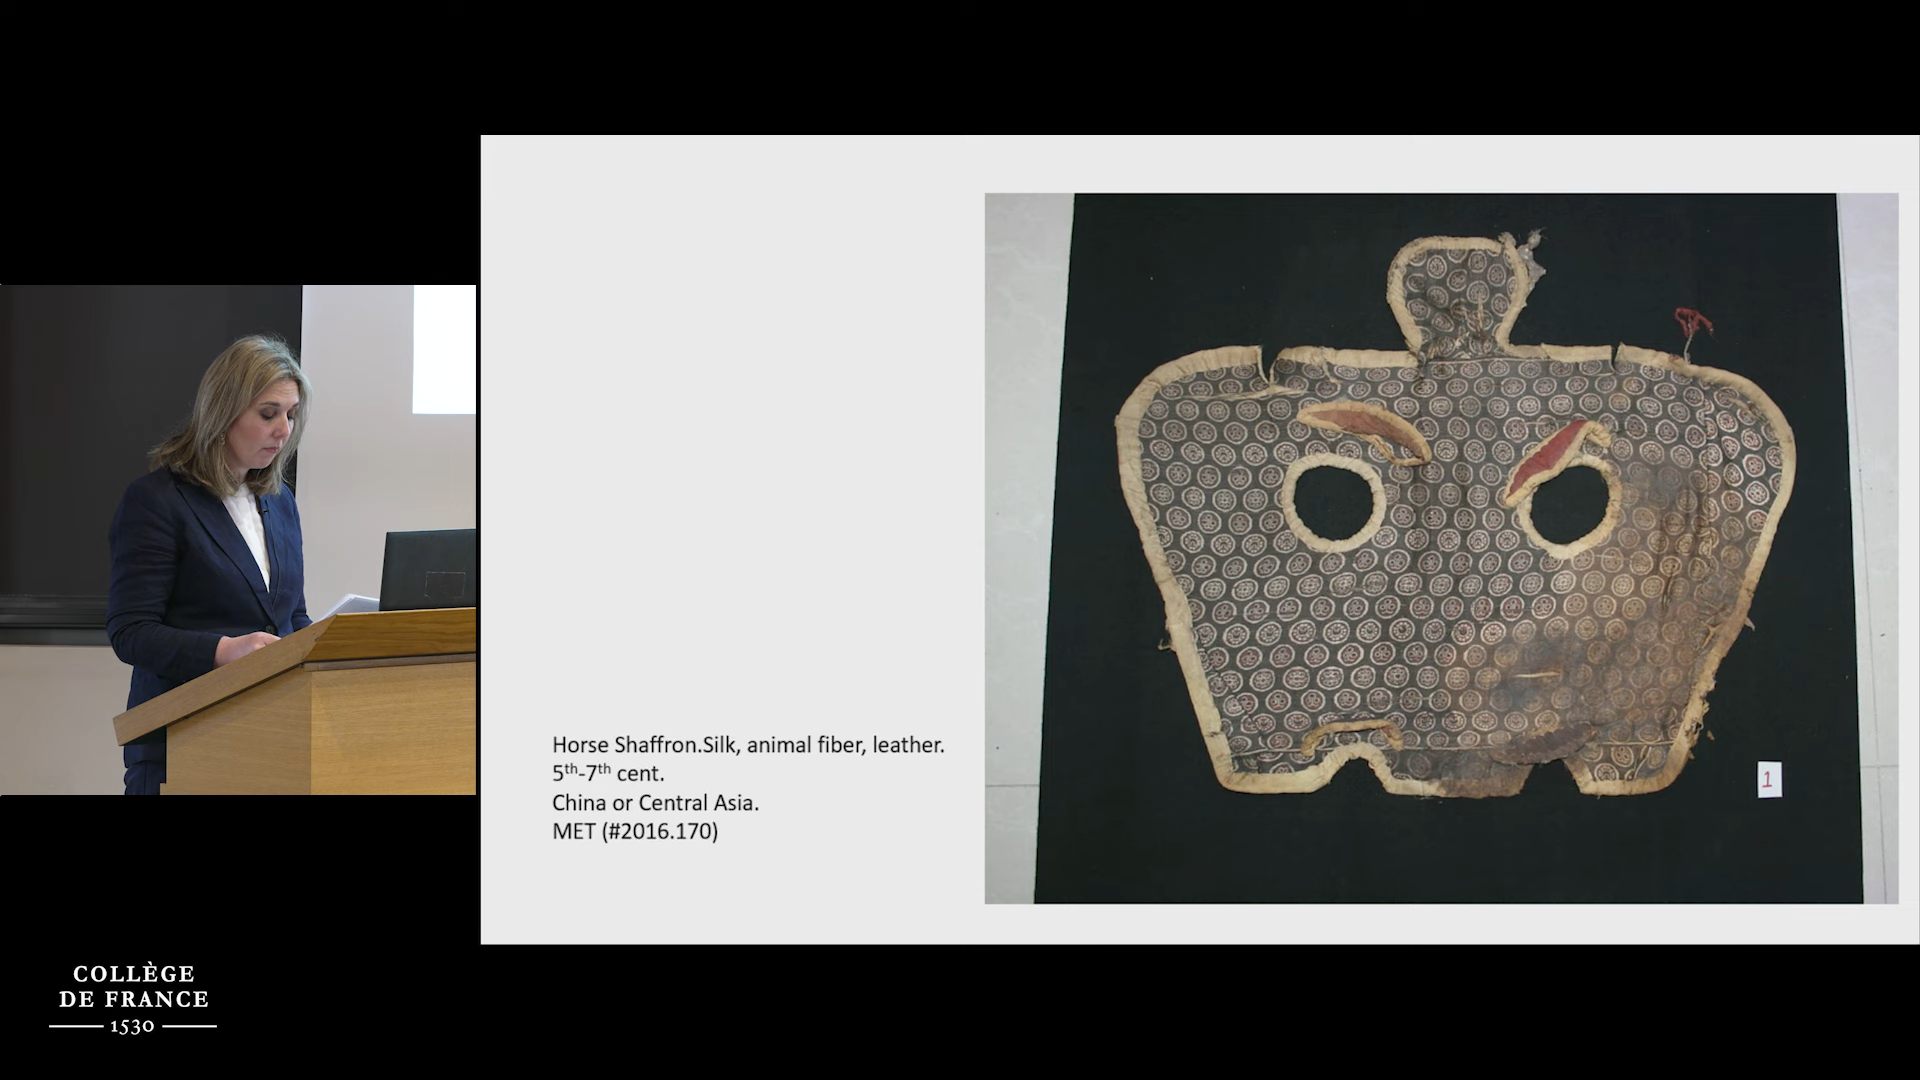 Horse Shaffron.Silk, animal fiber, leather.
5th-7th cent.
China or Central Asia.
MET (#2016.170)
1
COLLÈGE
DE FRANCE
1530